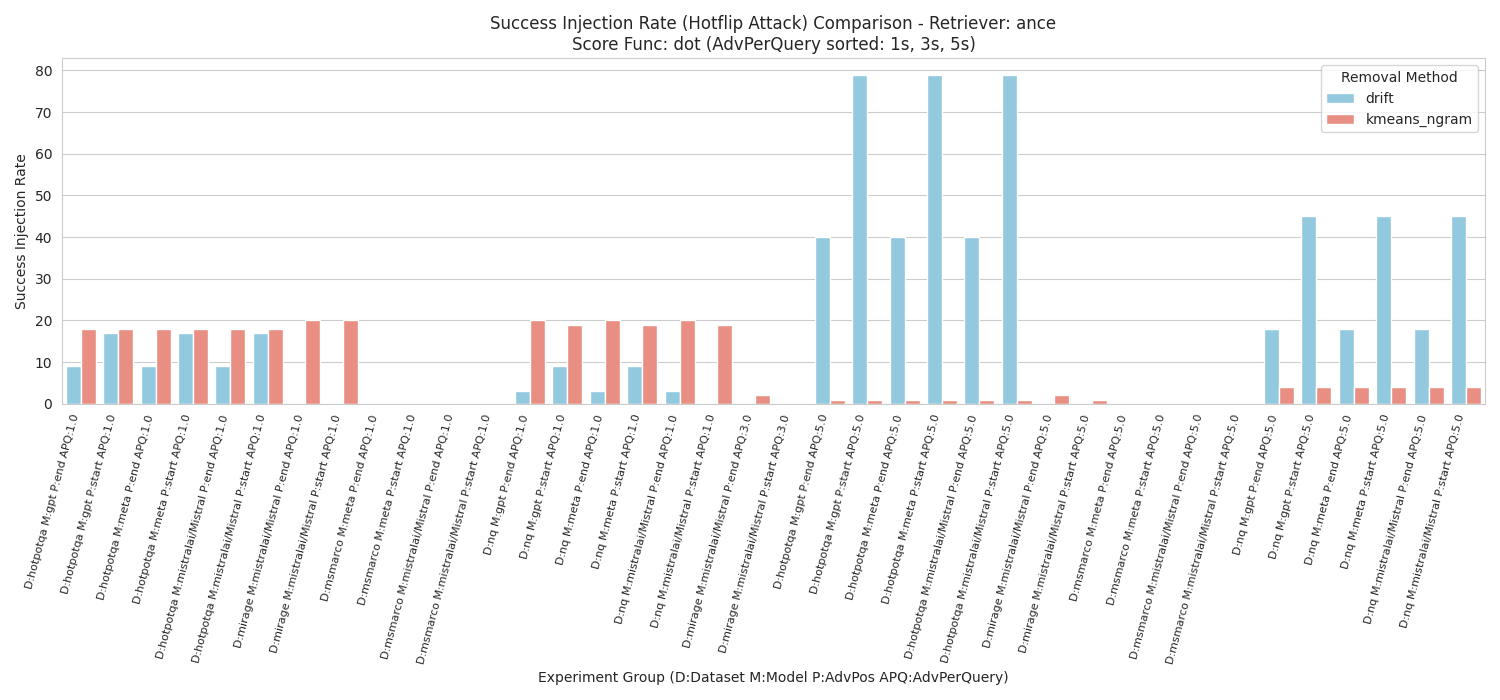 Success Injection Rate (Hotflip Attack) Comparison - Retriever: ance
Score Func: dot (AdvPerQuery sorted: 1s, 3s, 5s)
Removal Method
drift
kmeans_ngram
Success Injection Rate
80
70
60
50
40
30
20
10
0
D:hotpotqa M:gpt P:end APQ:1.0
D:hotpotqa M:gpt P:start APQ:1.0
D:hotpotqa M:meta P:end APQ:1.0
D:hotpotqa M:meta P:start APQ:1.0
D:hotpotqa M:mistralai/Mistral P:end APQ:1.0
D:hotpotqa M:mistralai/Mistral P:start APQ:1.0
D:mirage M:mistralai/Mistral P:end APQ:1.0
D:mirage M:mistralai/Mistral P:start APQ:1.0
D:msmarco M:meta P:end APQ:1.0
D:msmarco M:meta P:start APQ:1.0
D:msmarco M:mistralai/Mistral P:end APQ:1.0
D:msmarco M:mistralai/Mistral P:start APQ:1.0
D:nq M:gpt P:end APQ:1.0
D:nq M:gpt P:start APQ:1.0
D:nq M:meta P:end APQ:1.0
D:nq M:meta P:start APQ:1.0
D:nq M:mistralai/Mistral P:end APQ:1.0
D:nq M:mistralai/Mistral P:start APQ:1.0
D:mirage M:mistralai/Mistral P:end APQ:3.0
D:mirage M:mistralai/Mistral P:start APQ:3.0
D:hotpotqa M:gpt P:end APQ:5.0
D:hotpotqa M:gpt P:start APQ:5.0
D:hotpotqa M:meta P:end APQ:5.0
D:hotpotqa M:meta P:start APQ:5.0
D:hotpotqa M:mistralai/Mistral P:end APQ:5.0
D:hotpotqa M:mistralai/Mistral P:start APQ:5.0
D:mirage M:mistralai/Mistral P:end APQ:5.0
D:mirage M:mistralai/Mistral P:start APQ:5.0
D:msmarco M:meta P:end APQ:5.0
D:msmarco M:meta P:start APQ:5.0
D:msmarco M:mistralai/Mistral P:end APQ:5.0
D:msmarco M:mistralai/Mistral P:start APQ:5.0
D:nq M:gpt P:end APQ:5.0
D:nq M:gpt P:start APQ:5.0
D:nq M:meta P:end APQ:5.0
D:nq M:meta P:start APQ:5.0
D:nq M:mistralai/Mistral P:end APQ:5.0
D:nq M:mistralai/Mistral P:start APQ:5.0
Experiment Group (D:Dataset M:Model P:AdvPos APQ:AdvPerQuery)